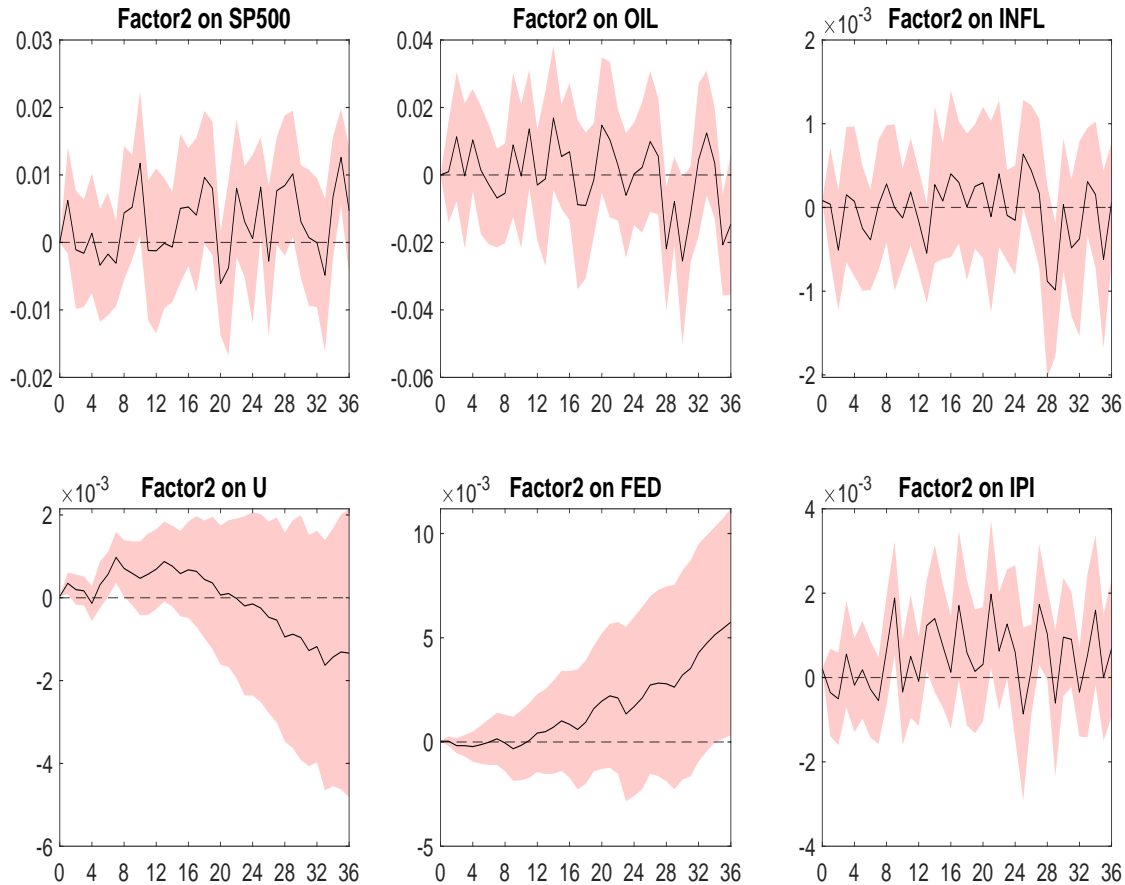 Factor2 on SP500
0.03
0.02
0.01
0
-0.01
-0.02
0 4 8 12 16 20 24 28 32 36
Factor2 on OIL
0.04
0.02
0
-0.02
-0.04
-0.06
0 4 8 12 16 20 24 28 32 36
Factor2 on INFL
×10⁻³
2
1
0
-1
-2
0 4 8 12 16 20 24 28 32 36
Factor2 on U
×10⁻³
2
0
-2
-4
-6
0 4 8 12 16 20 24 28 32 36
Factor2 on FED
×10⁻³
10
5
0
-5
0 4 8 12 16 20 24 28 32 36
Factor2 on IPI
×10⁻³
4
2
0
-2
-4
0 4 8 12 16 20 24 28 32 36